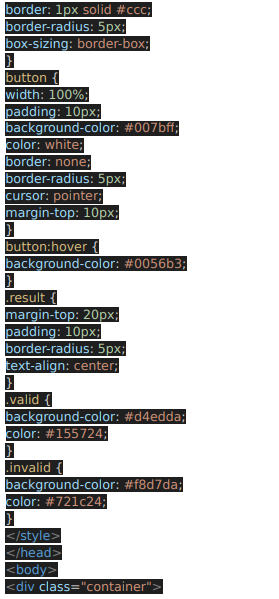 border: 1px solid #ccc;
border-radius: 5px;
box-sizing: border-box;
}
button {
width: 100%;
padding: 10px;
background-color: #007bff;
color: white;
border: none;
border-radius: 5px;
cursor: pointer;
margin-top: 10px;
}
button:hover {
background-color: #0056b3;
}
.result {
margin-top: 20px;
padding: 10px;
border-radius: 5px;
text-align: center;
}
.valid {
background-color: #d4edda;
color: #155724;
}
.invalid {
background-color: #f8d7da;
color: #721c24;
}
</style>
</head>
<body>
<div class="container">